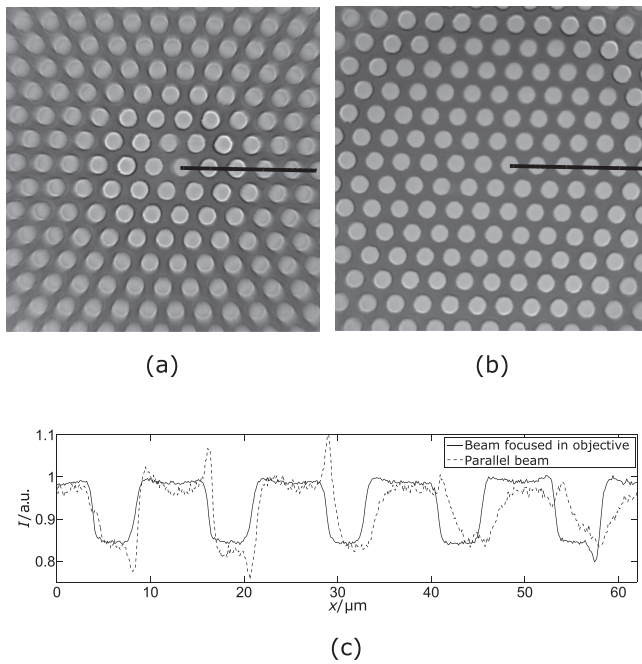 (a)
(b)
1.1
1
0.9
0.8
I/a.u.
Beam focused in objective
Parallel beam
0
10
20
30
40
50
60
x/μm
(c)